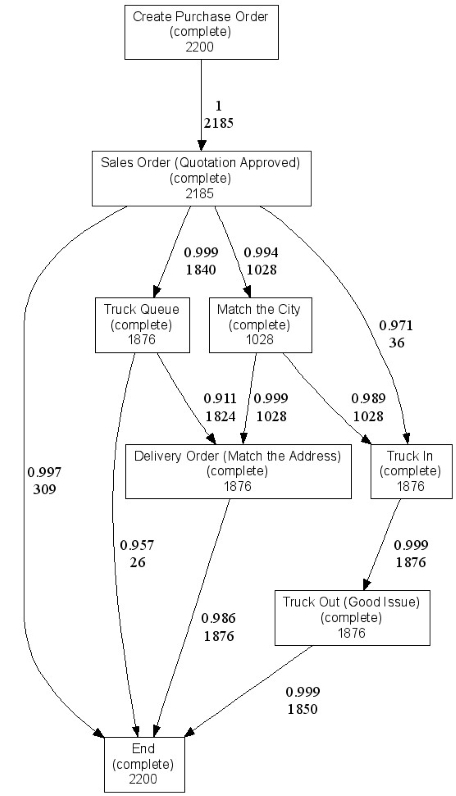 Create Purchase Order
(complete)
2200
1
2185
Sales Order (Quotation Approved)
(complete)
2185
0.999
1840
0.994
1028
Truck Queue
(complete)
1876
Match the City
(complete)
1028
0.971
36
0.911
1824
0.999
1028
0.989
1028
Delivery Order (Match the Address)
(complete)
1876
Truck In
(complete)
1876
0.997
309
0.957
26
0.999
1876
Truck Out (Good Issue)
(complete)
1876
0.986
1876
0.999
1850
End
(complete)
2200